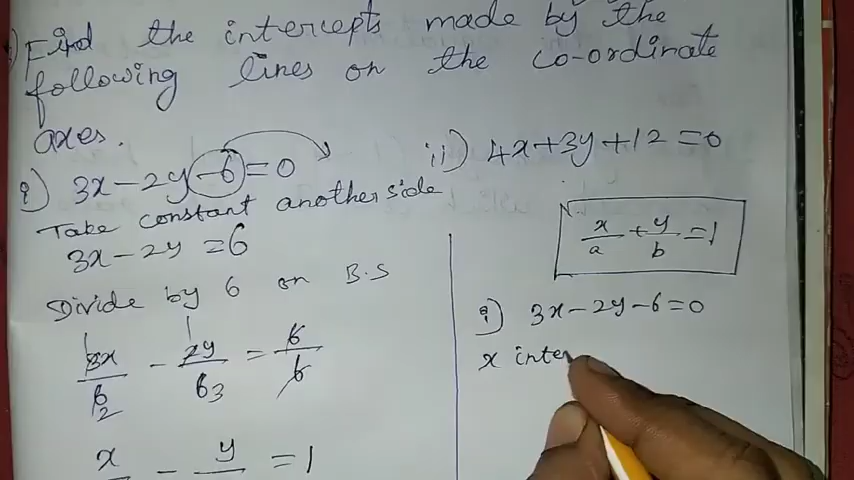 Find the intercepts made by the
following lines on the co-ordinate
axes.
i) 3x-2y-6=0
ii) 4x+3y+12=0
Take constant another side
3x-2y=6
Divide by 6 on B.S
3x/6 2 - 2y/6 3 = 6/6
x - y = 1
x/a + y/b = 1
i) 3x-2y-6=0
x inte